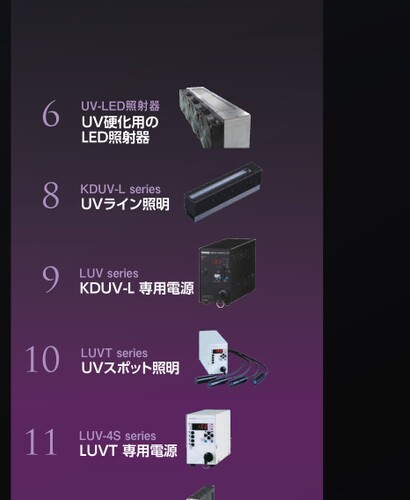 6
UV-LED照射器
UV硬化用の
LED照射器
8
KDUV-L series
UVライン照明
9
LUV series
KDUV-L 専用電源
10
LUVT series
UVスポット照明
11
LUV-4S series
LUVT 専用電源